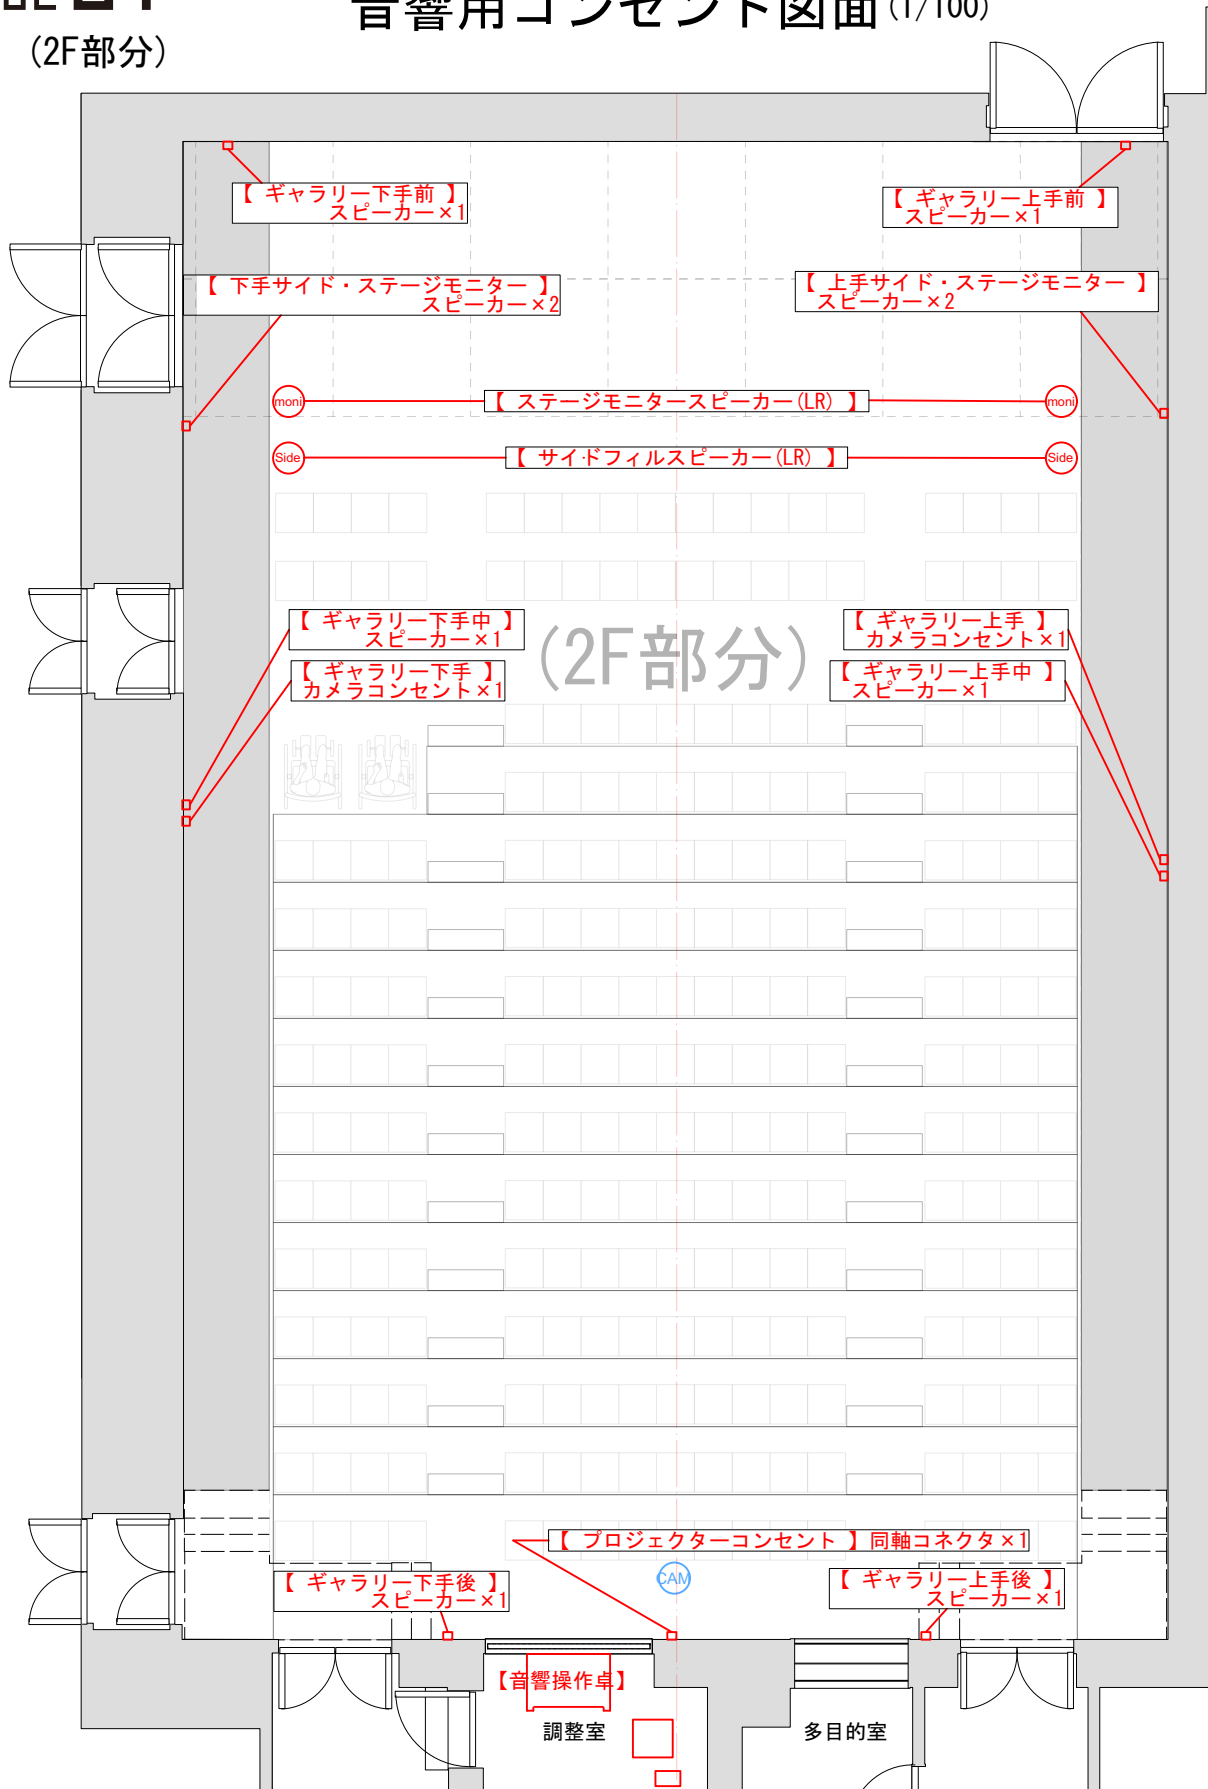 音響用コンセント図面(1/100)
(2F部分)
【 ギャラリー下手前 】
スピーカー×1
【 ギャラリー上手前 】
スピーカー×1
【 下手サイド・ステージモニター 】
スピーカー×2
【 上手サイド・ステージモニター 】
スピーカー×2
moni
【 ステージモニタースピーカー(LR) 】
moni
Side
【 サイドフィルスピーカー(LR) 】
Side
【 ギャラリー下手中 】
スピーカー×1
(2F部分)
【 ギャラリー上手 】
カメラコンセント×1
【 ギャラリー下手 】
カメラコンセント×1
【 ギャラリー上手中 】
スピーカー×1
【 プロジェクターコンセント 】同軸コネクタ×1
CAM
【 ギャラリー下手後 】
スピーカー×1
【 ギャラリー上手後 】
スピーカー×1
【音響操作卓】
調整室
多目的室